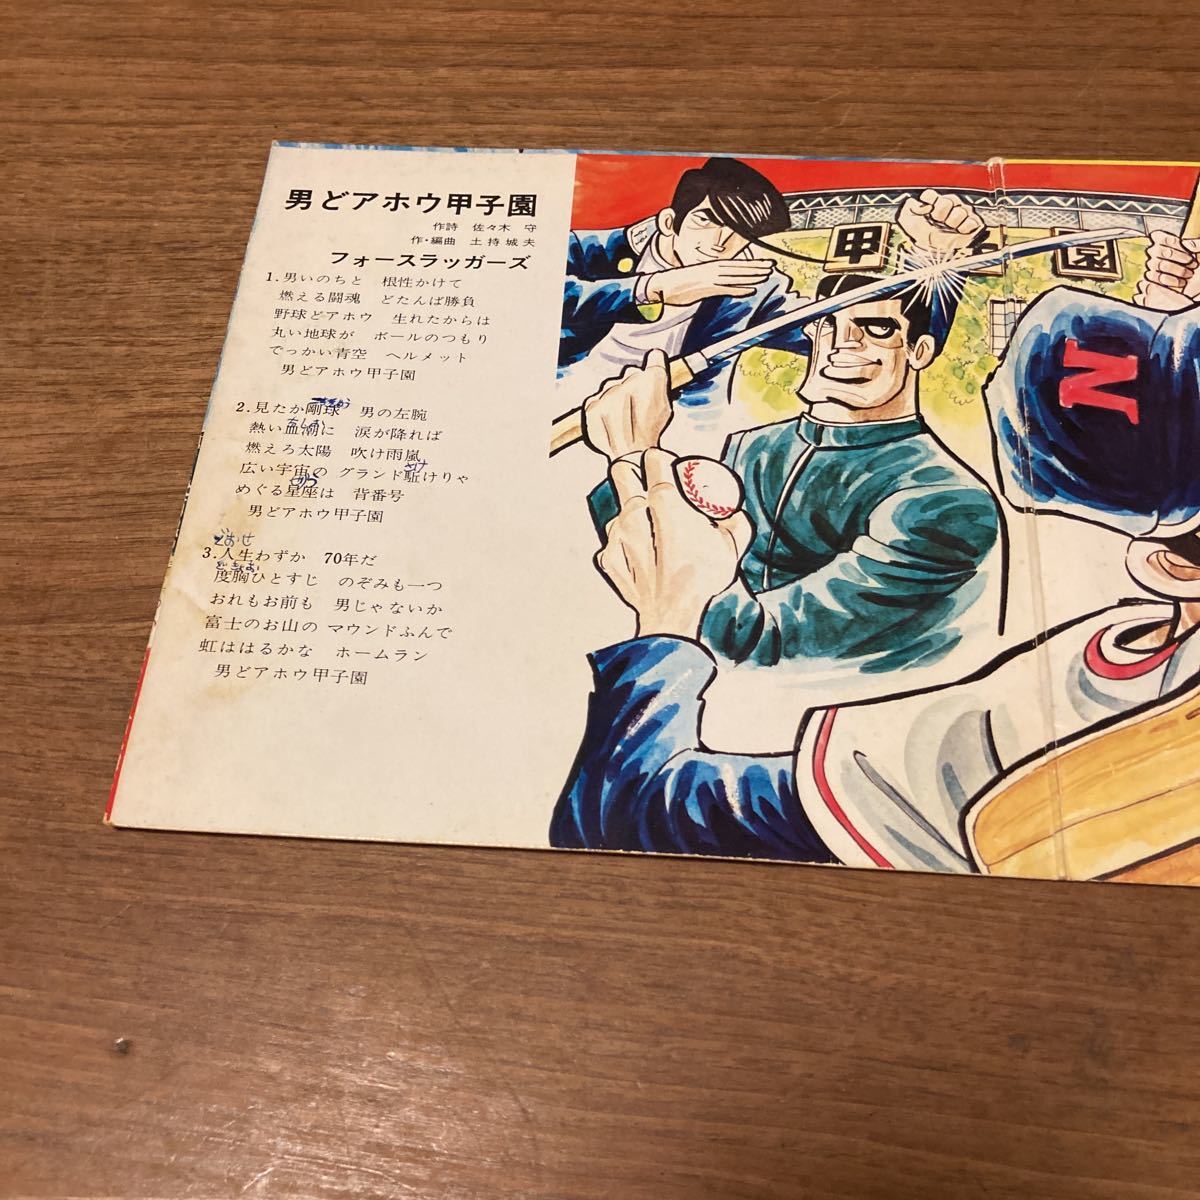 男どアホウ甲子園
作詩 佐々木 守
作・編曲 土持城夫
フォースラッガーズ
1.男いのちと 根性かけて
燃える闘魂 どたんば勝負
野球どアホウ 生れたからは
丸い地球が ボールのつもり
でっかい青空 ヘルメット
男どアホウ甲子園
2.見たか剛球 男の左腕
熱い血潮に 涙が降れば
燃えろ太陽 吹け雨嵐
広い宇宙の グランド駈けりゃ
めぐる星座は 背番号
男どアホウ甲子園
3.人生わずか 70年だ
度胸ひとすじ のぞみも一つ
おれもお前も 男じゃないか
富士のお山の マウンドふんで
虹ははるかな ホームラン
男どアホウ甲子園
甲
園
N